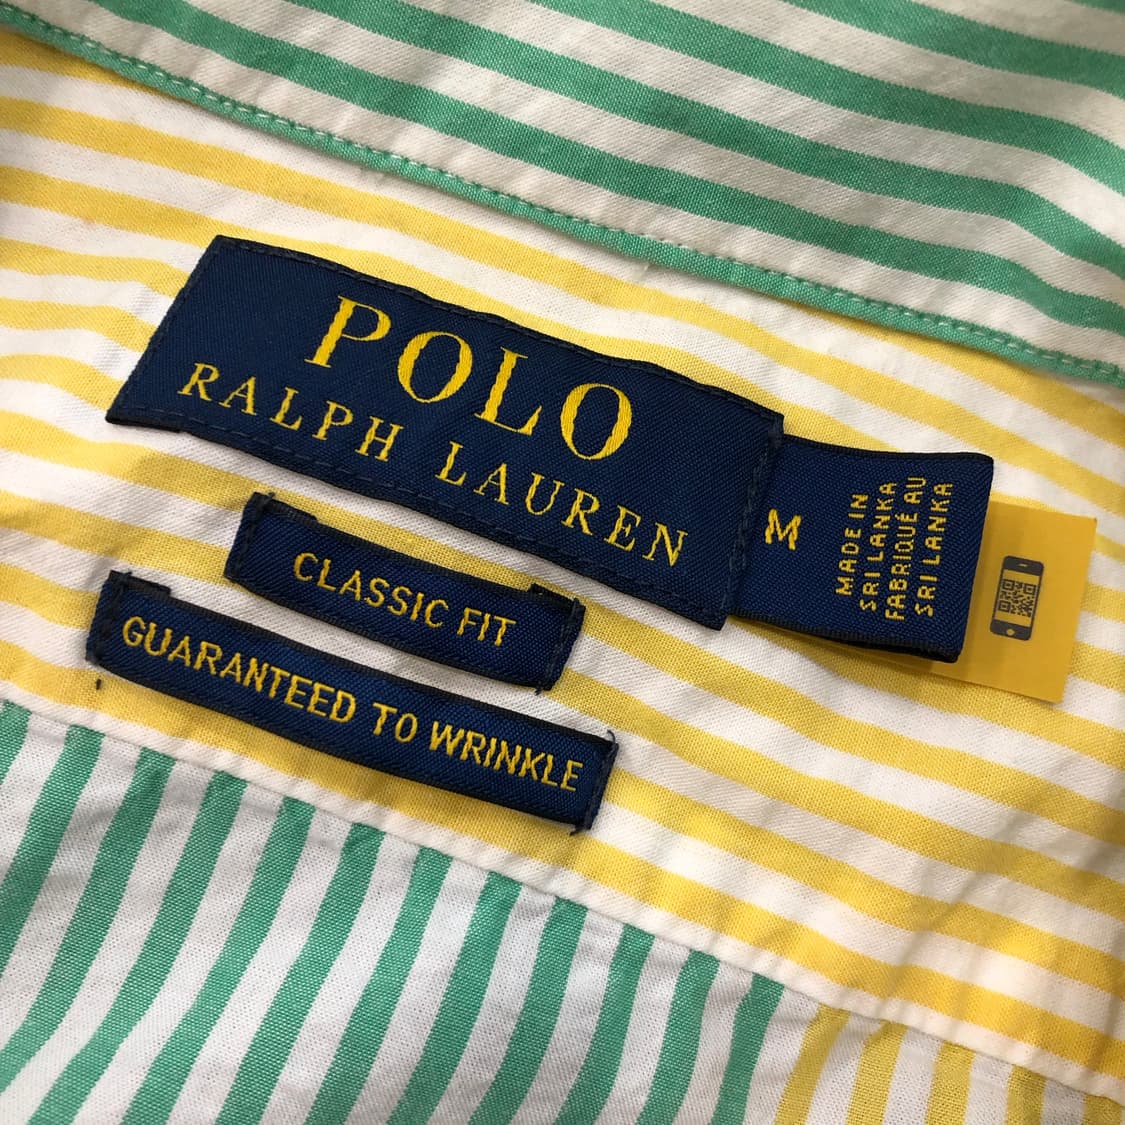 POLO
RALPH LAUREN
M
MADE IN
SRI LANKA
FABRIQUÉ AU
SRI LANKA
CLASSIC FIT
GUARANTEED TO WRINKLE